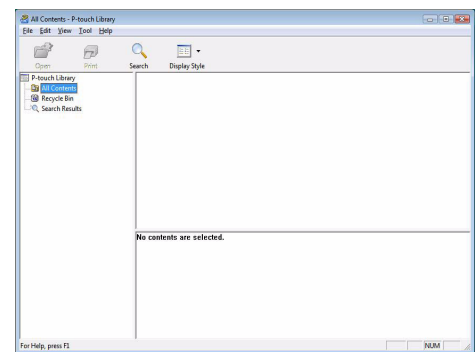 All Contents - P-touch Library
File Edit View Tool Help
Open Print Search Display Style
P-touch Library
All Contents
Recycle Bin
Search Results
No contents are selected.
For Help, press F1
NUM